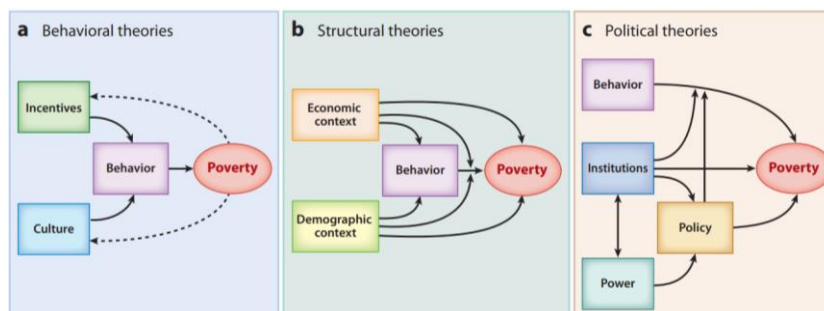 a Behavioral theories
Incentives
Behavior
Poverty
Culture
b Structural theories
Economic
context
Behavior
Poverty
Demographic
context
c Political theories
Behavior
Institutions
Poverty
Policy
Power